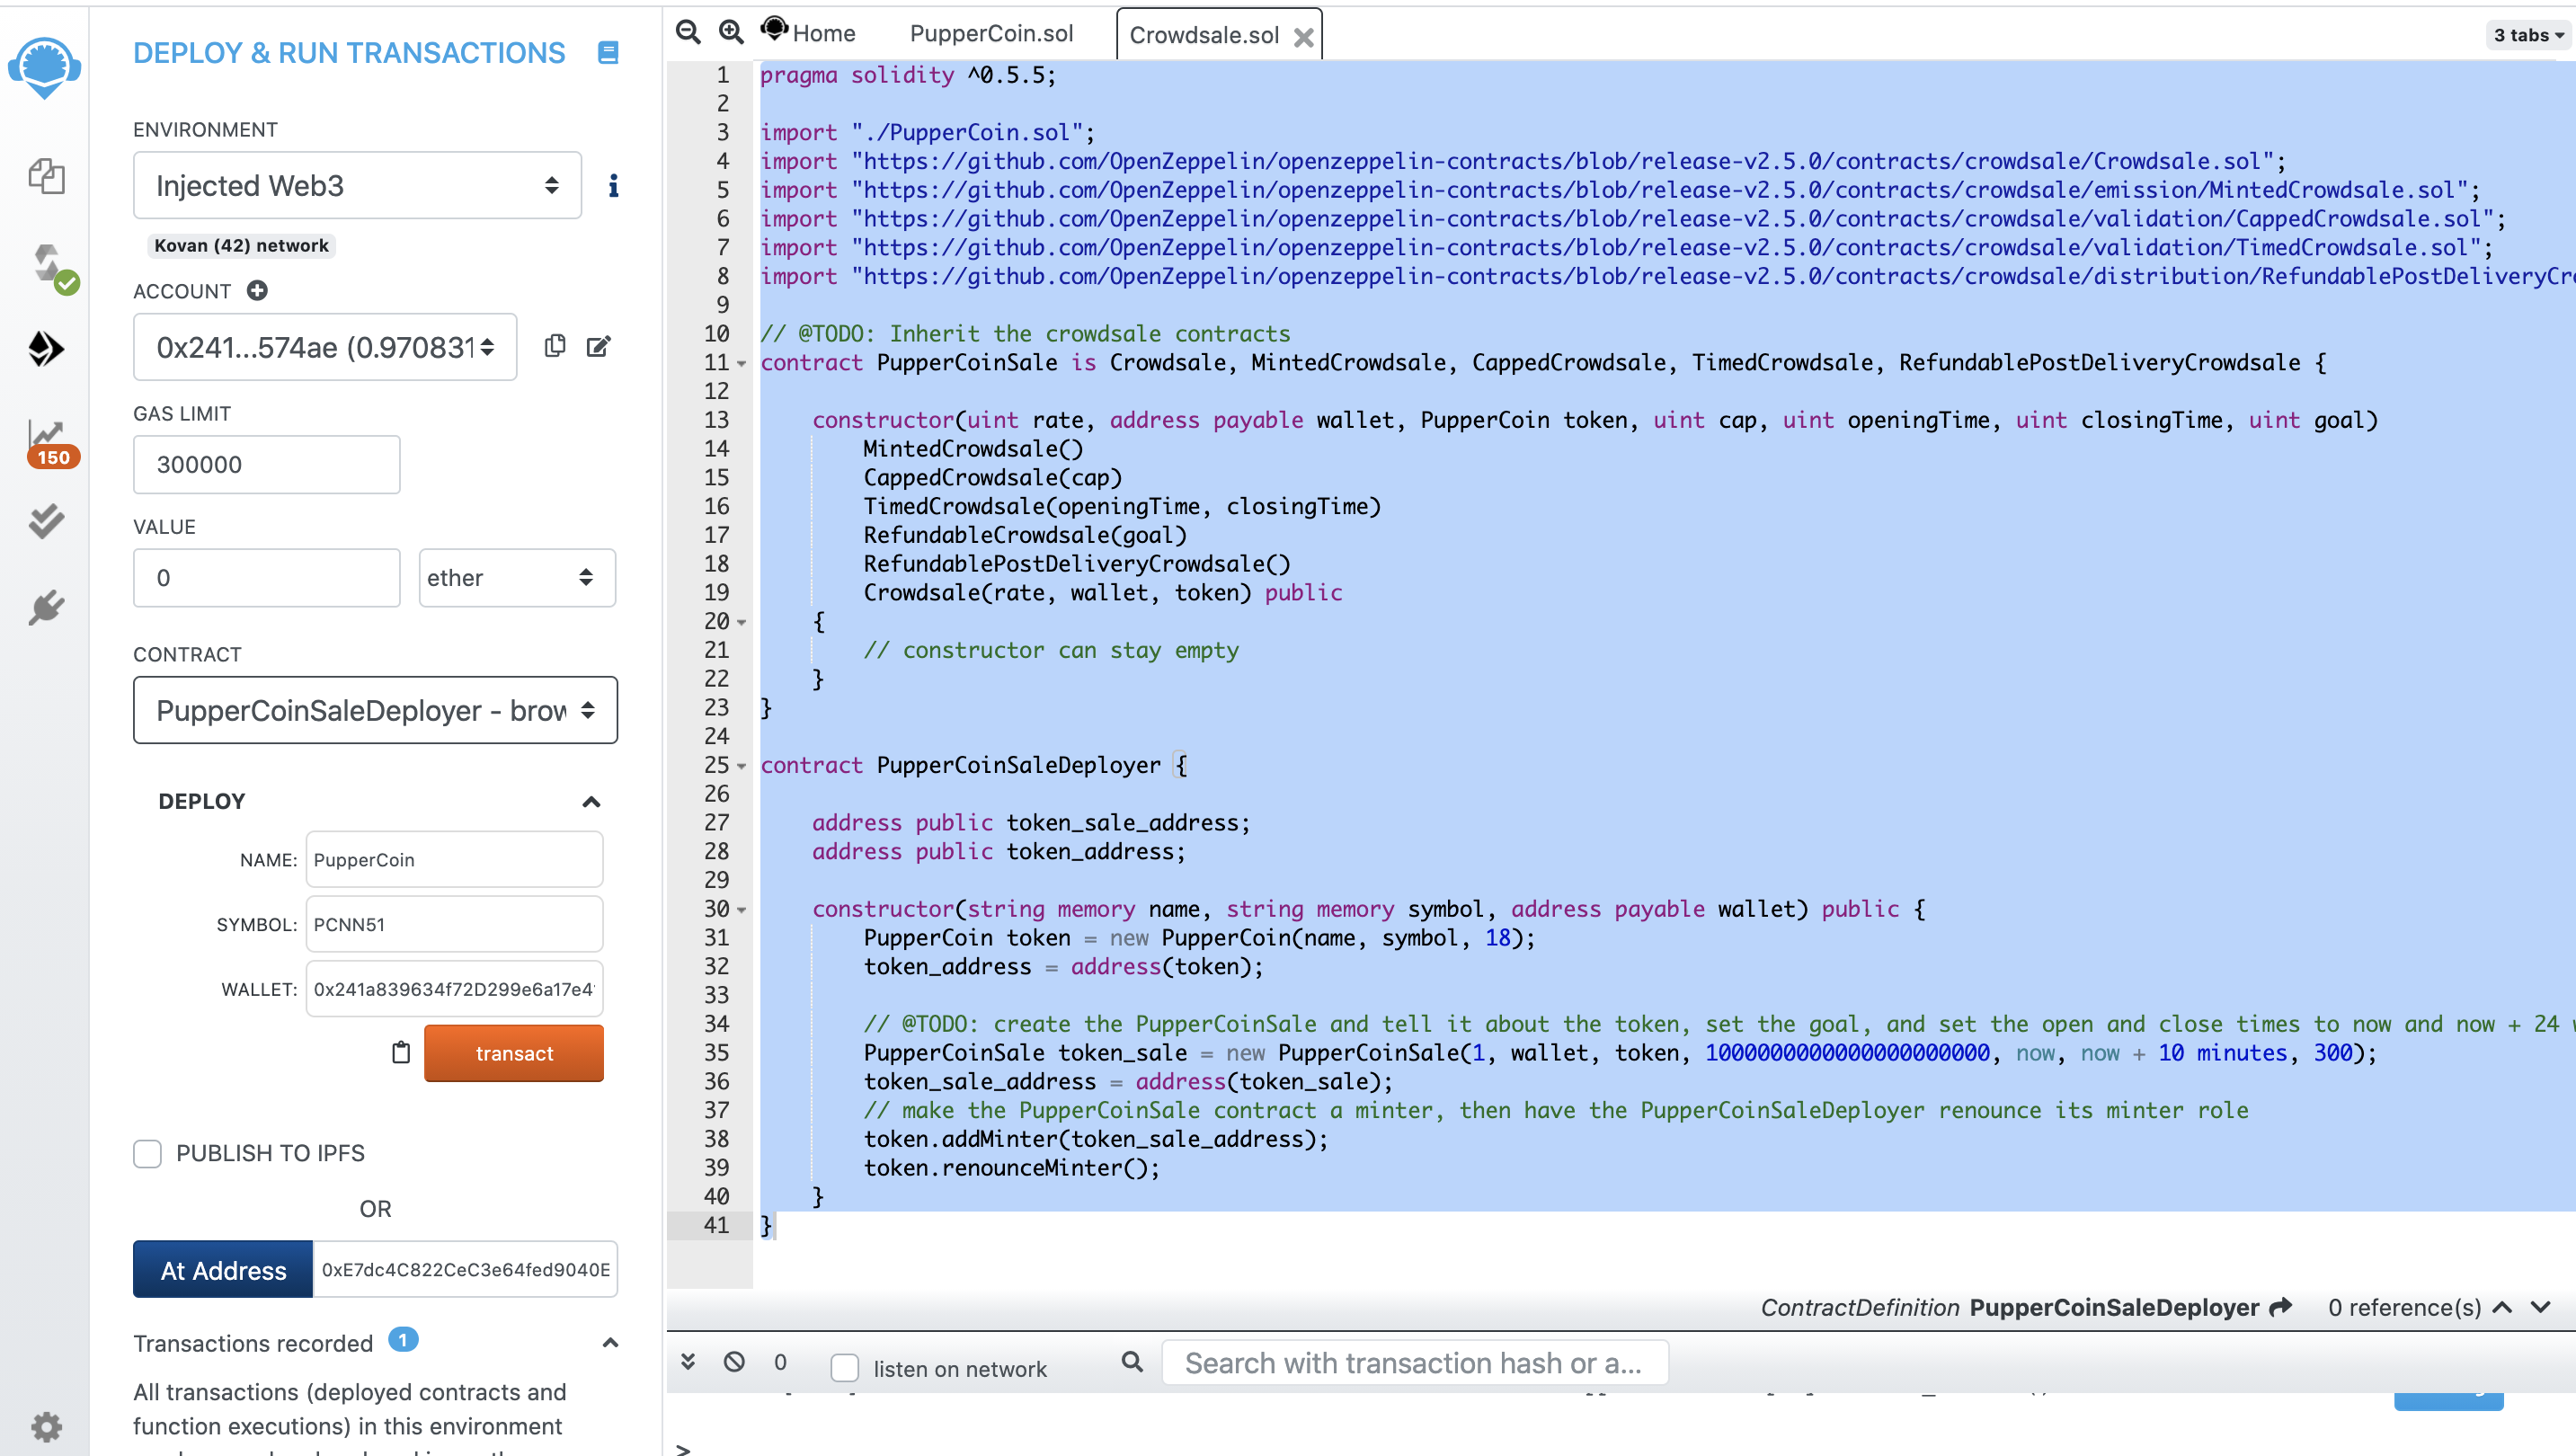 DEPLOY & RUN TRANSACTIONS
ENVIRONMENT
Injected Web3
Kovan (42) network
ACCOUNT
0x241...574ae (0.970831
GAS LIMIT
300000
VALUE
0
ether
CONTRACT
PupperCoinSaleDeployer - brow
DEPLOY
NAME: PupperCoin
SYMBOL: PCNN51
WALLET: 0x241a839634f72D299e6a17e4
transact
PUBLISH TO IPFS
OR
At Address 0xE7dc4C822CeC3e64fed9040E
Transactions recorded 1
All transactions (deployed contracts and
function executions) in this environment
150
Home
PupperCoin.sol
Crowdsale.sol
3 tabs
1 pragma solidity ^0.5.5;
2
3 import "./PupperCoin.sol";
4 import "https://github.com/OpenZeppelin/openzeppelin-contracts/blob/release-v2.5.0/contracts/crowdsale/Crowdsale.sol";
5 import "https://github.com/OpenZeppelin/openzeppelin-contracts/blob/release-v2.5.0/contracts/crowdsale/emission/MintedCrowdsale.sol";
6 import "https://github.com/OpenZeppelin/openzeppelin-contracts/blob/release-v2.5.0/contracts/crowdsale/validation/CappedCrowdsale.sol";
7 import "https://github.com/OpenZeppelin/openzeppelin-contracts/blob/release-v2.5.0/contracts/crowdsale/validation/TimedCrowdsale.sol";
8 import "https://github.com/OpenZeppelin/openzeppelin-contracts/blob/release-v2.5.0/contracts/crowdsale/distribution/RefundablePostDeliveryCr
9
10 // @TODO: Inherit the crowdsale contracts
11 contract PupperCoinSale is Crowdsale, MintedCrowdsale, CappedCrowdsale, TimedCrowdsale, RefundablePostDeliveryCrowdsale {
12
13 constructor(uint rate, address payable wallet, PupperCoin token, uint cap, uint openingTime, uint closingTime, uint goal)
14 MintedCrowdsale()
15 CappedCrowdsale(cap)
16 TimedCrowdsale(openingTime, closingTime)
17 RefundableCrowdsale(goal)
18 RefundablePostDeliveryCrowdsale()
19 Crowdsale(rate, wallet, token) public
20 {
21 // constructor can stay empty
22 }
23 }
24
25 contract PupperCoinSaleDeployer {
26
27 address public token_sale_address;
28 address public token_address;
29
30 constructor(string memory name, string memory symbol, address payable wallet) public {
31 PupperCoin token = new PupperCoin(name, symbol, 18);
32 token_address = address(token);
33
34 // @TODO: create the PupperCoinSale and tell it about the token, set the goal, and set the open and close times to now and now + 24
35 PupperCoinSale token_sale = new PupperCoinSale(1, wallet, token, 1000000000000000000000, now, now + 10 minutes, 300);
36 token_sale_address = address(token_sale);
37 // make the PupperCoinSale contract a minter, then have the PupperCoinSaleDeployer renounce its minter role
38 token.addMinter(token_sale_address);
39 token.renounceMinter();
40 }
41 }
ContractDefinition PupperCoinSaleDeployer 0 reference(s)
0
listen on network
Search with transaction hash or a...
>